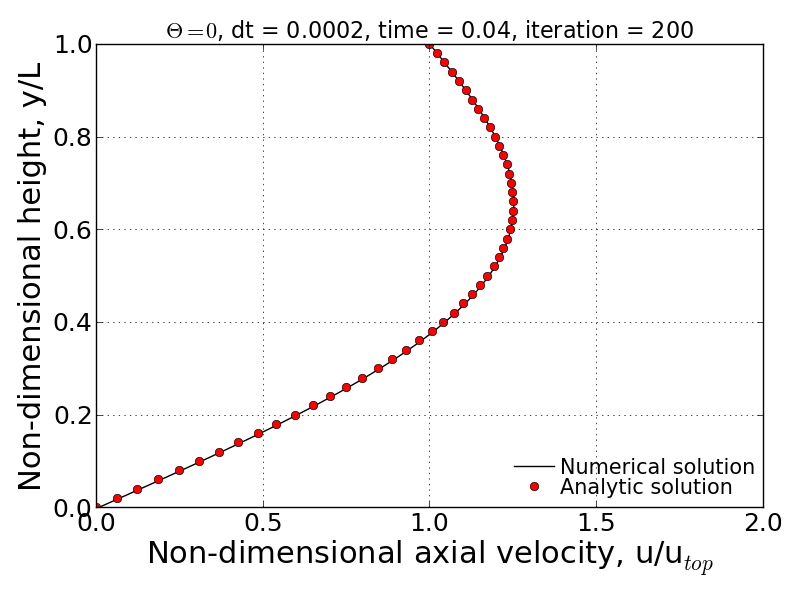 Θ = 0, dt = 0.0002, time = 0.04, iteration = 200
Non-dimensional height, y/L
1.0
0.8
0.6
0.4
0.2
0.0
0.0 0.5 1.0 1.5 2.0
Numerical solution
Analytic solution
Non-dimensional axial velocity, u/u_top